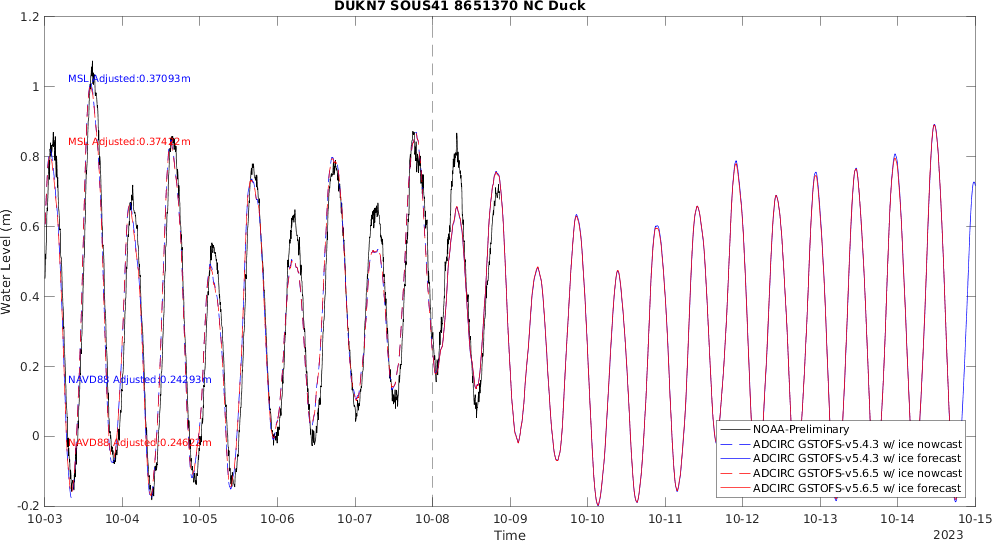 DUKN7 SOUS41 8651370 NC Duck
1.2
1
0.8
0.6
0.4
0.2
0
-0.2
Water Level (m)
MSL Adjusted:0.37093m
MSL Adjusted:0.37412m
NAVD88 Adjusted:0.24293m
NAVD88 Adjusted:0.24612m
NOAA-Preliminary
ADCIRC GSTOFS-v5.4.3 w/ ice nowcast
ADCIRC GSTOFS-v5.4.3 w/ ice forecast
ADCIRC GSTOFS-v5.6.5 w/ ice nowcast
ADCIRC GSTOFS-v5.6.5 w/ ice forecast
10-03 10-04 10-05 10-06 10-07 10-08 10-09 10-10 10-11 10-12 10-13 10-14 10-15
Time
2023